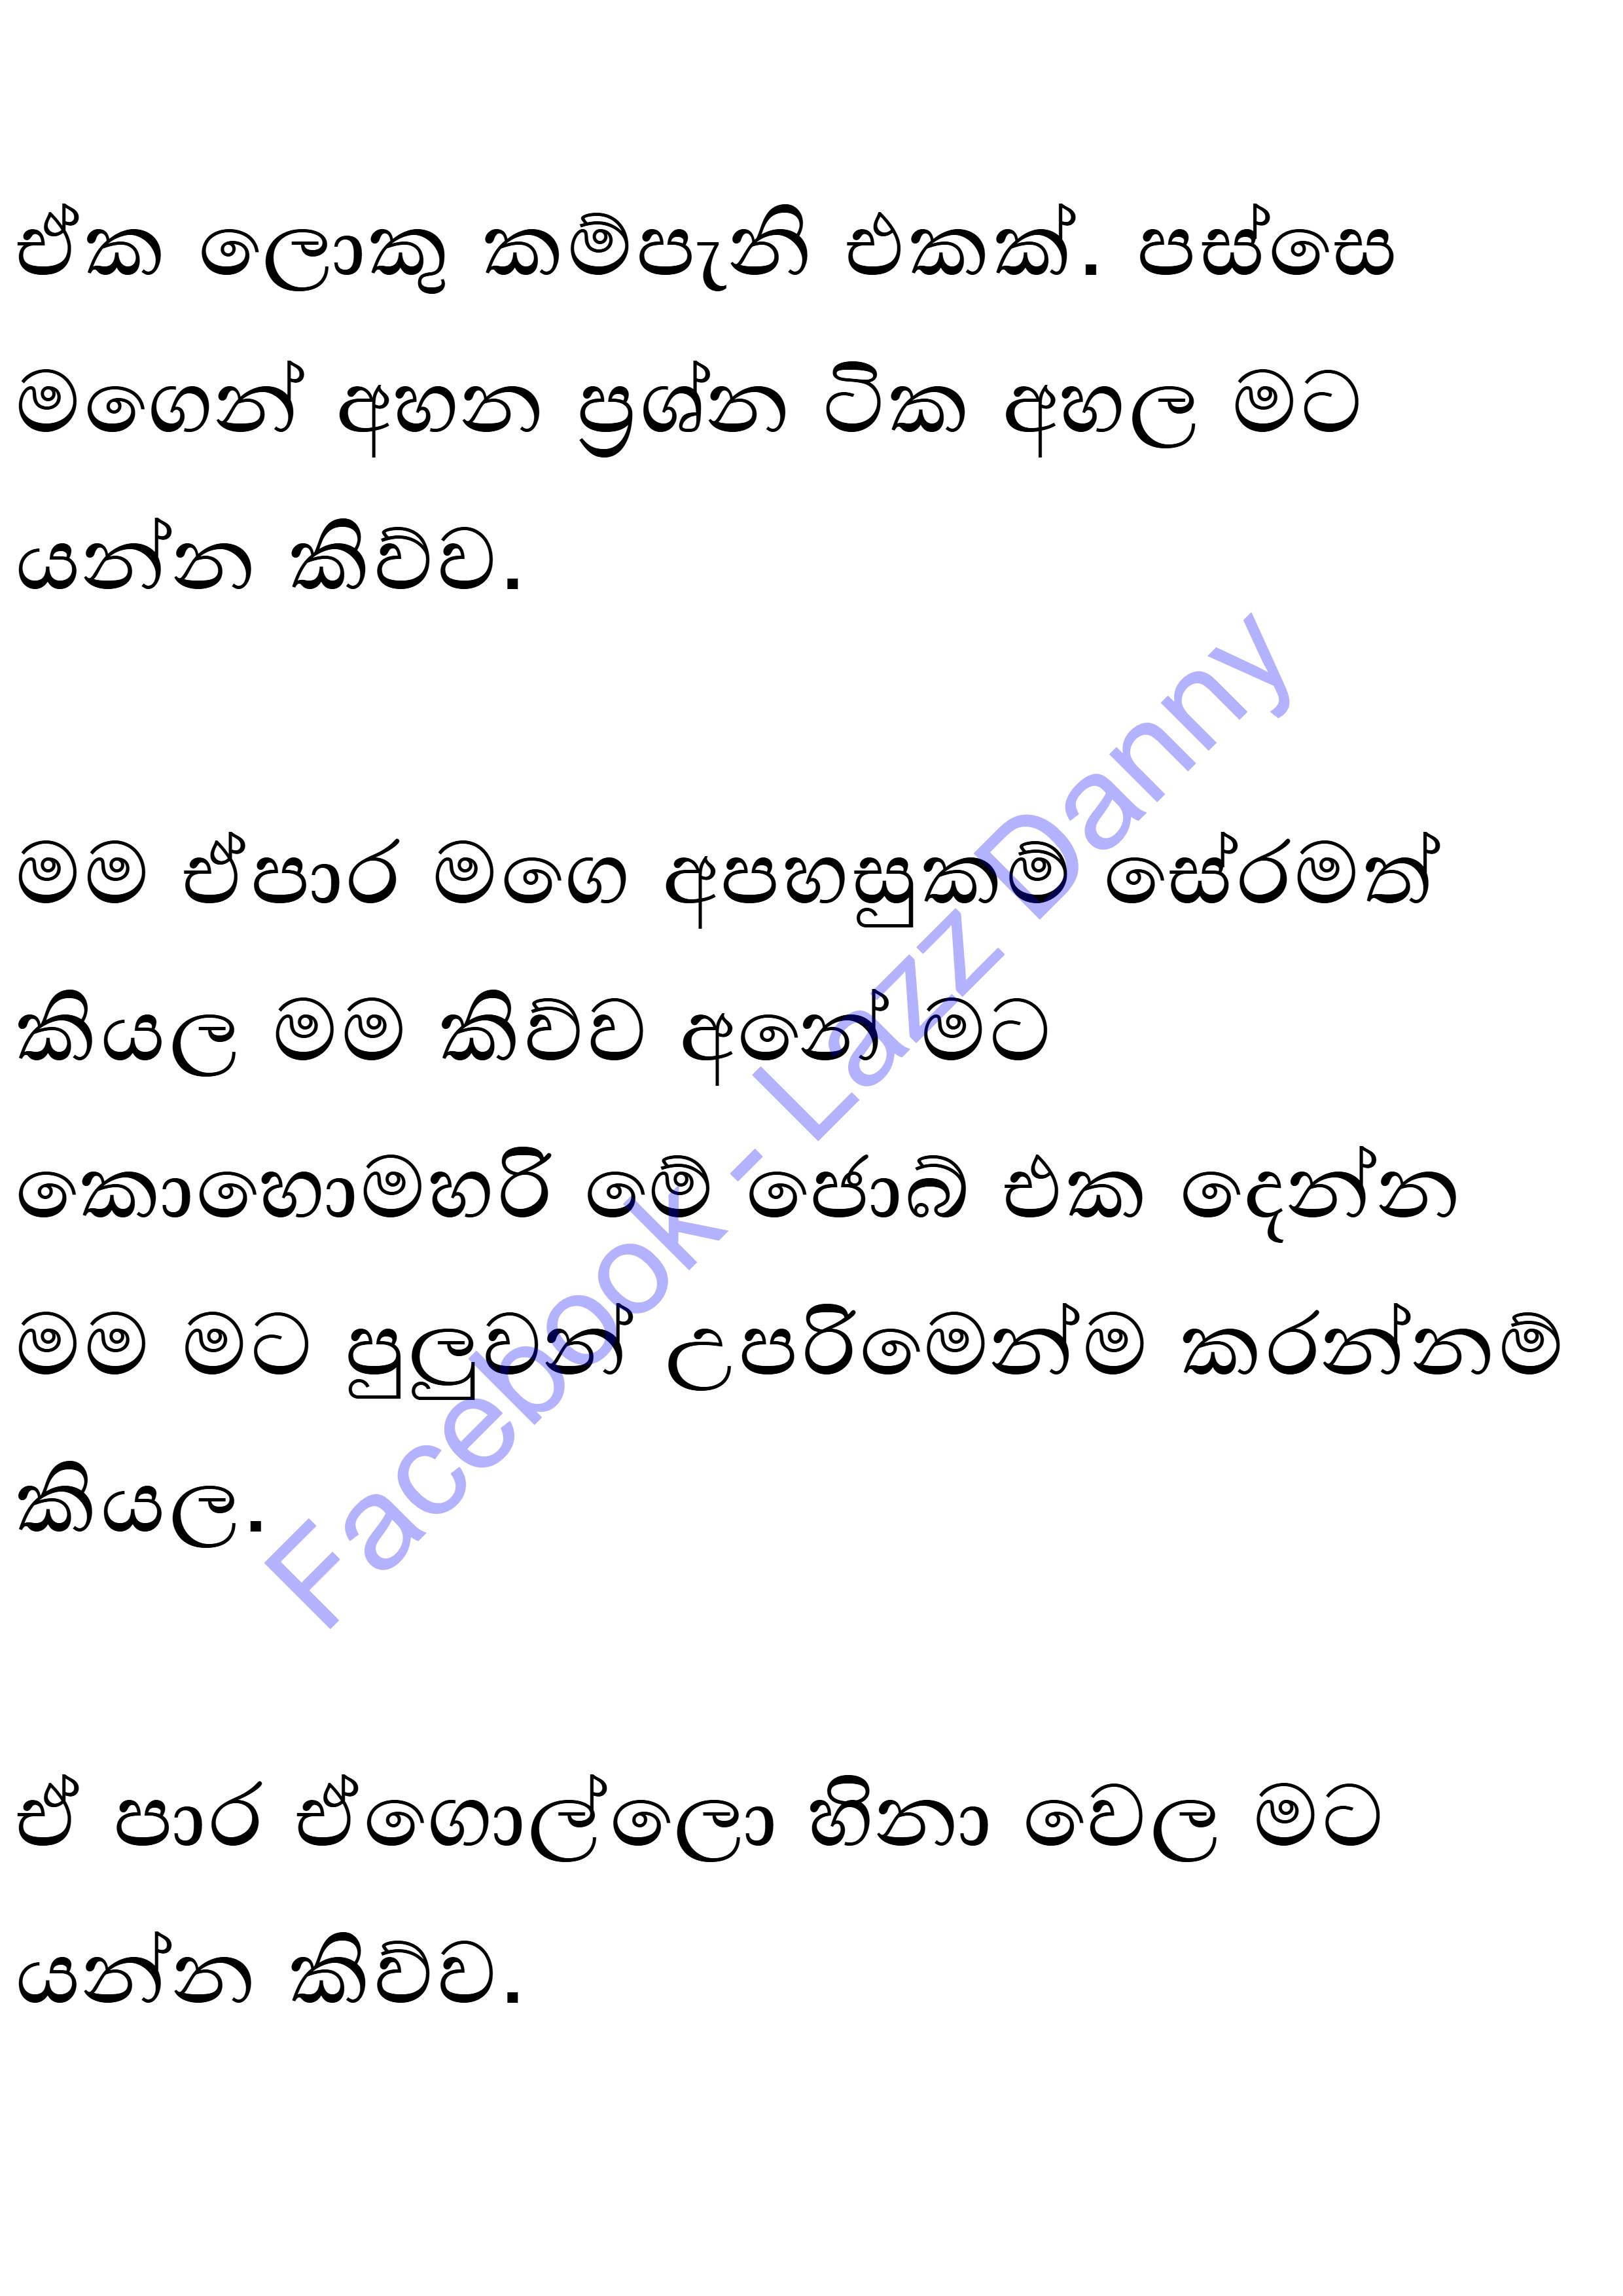 ඒක ලොකු කම්පැනි එකක්. පස්සෙ
මගෙන් අහන ප්‍රශ්න ටික අහල මට
යන්න කිව්ව.
මම ඒපාර මගෙ අපහසුකම් සේරමත්
කියල මම කිව්ව අනේ මට
කොහොමහරි මේ ජොබ් එක දෙන්න
මම මට පුලුවන් උපරිමෙන්ම කරන්නම්
කියල.
ඒ පාර ඒගොල්ලො හිනා වෙල මට
යන්න කිව්ව.
Facebook - Lazz Danny